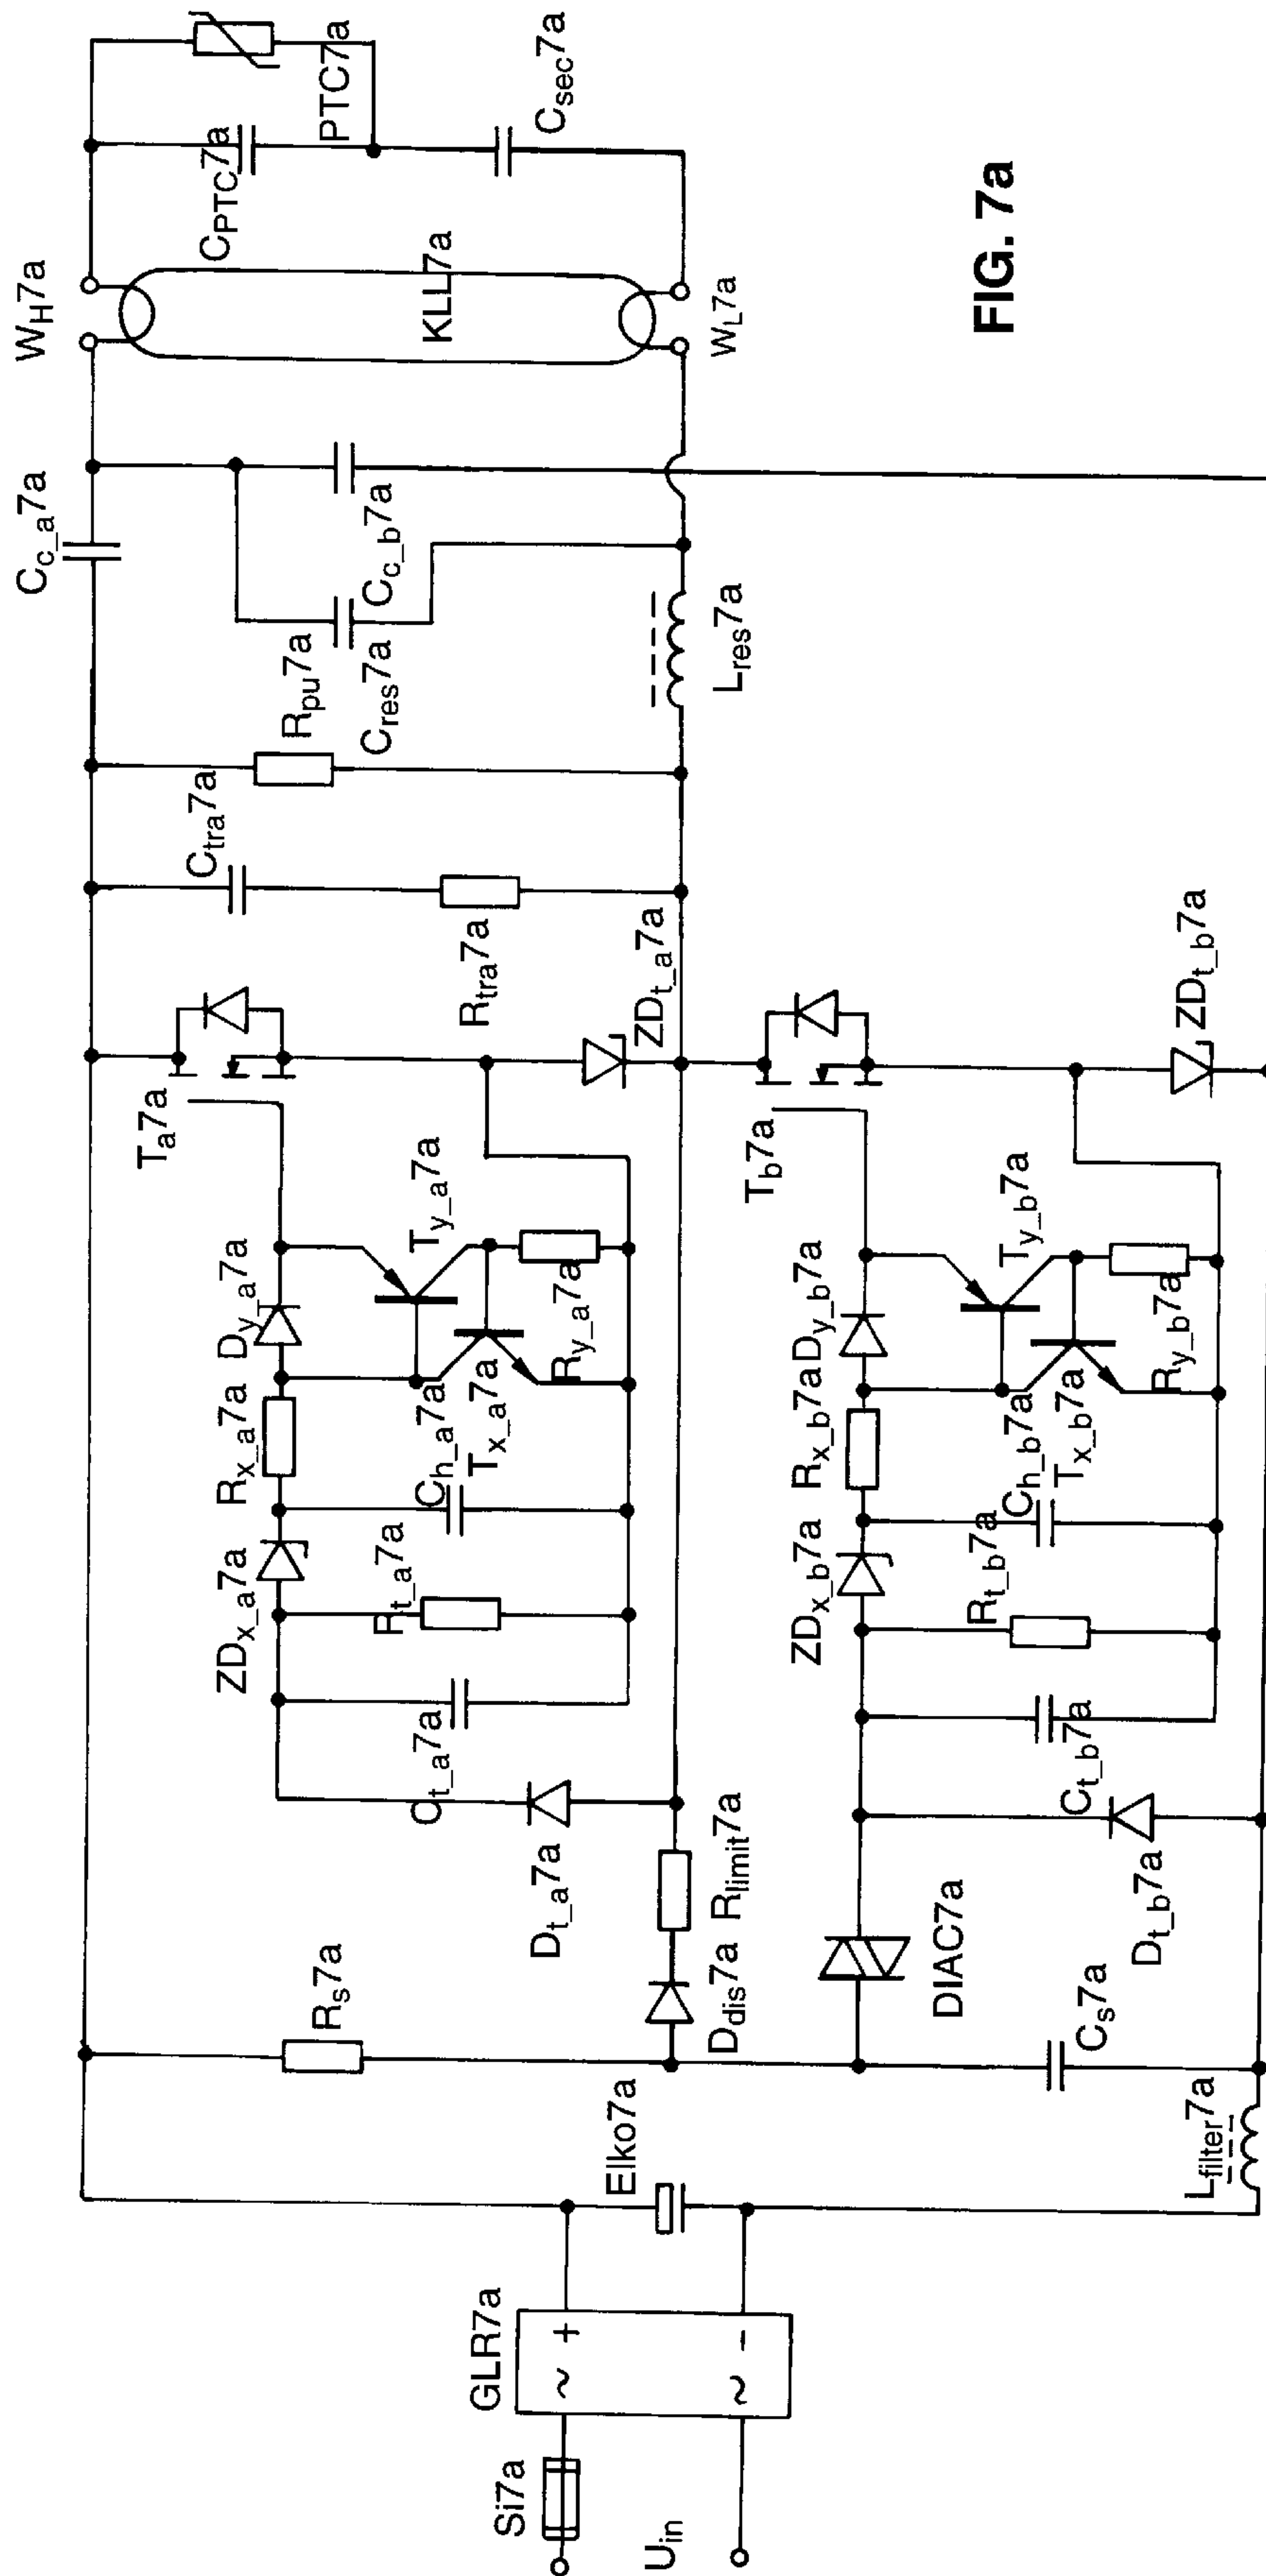 U_in
Si7a
GLR7a
~ +
~ -
Elko7a
L_filter7a
R_s7a
D_dis7a
R_limit7a
DIAC7a
C_s7a
D_t_a7a
D_t_b7a
C_t_a7a
C_t_b7a
ZD_x_a7a
R_t_a7a
ZD_x_b7a
R_t_b7a
R_x_a7a
C_h_a7a
T_x_a7a
R_x_b7a
C_h_b7a
T_x_b7a
D_y_a7a
T_y_a7a
R_y_a7a
D_y_b7a
T_y_b7a
R_y_b7a
T_a7a
T_b7a
ZD_t_a7a
ZD_t_b7a
C_tra7a
R_tra7a
R_pu7a
C_res7a
L_res7a
C_c_a7a
C_c_b7a
W_H7a
KLL7a
W_L7a
C_PTC7a
PTC7a
C_sec7a
FIG. 7a